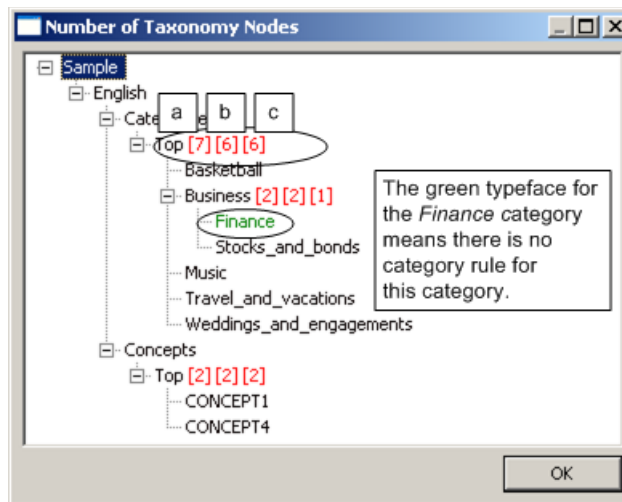 Number of Taxonomy Nodes
Sample
English
a b c
Top [7] [6] [6]
Basketball
Business [2] [2] [1]
Finance
Stocks_and_bonds
Music
Travel_and_vacations
Weddings_and_engagements
The green typeface for
the Finance category
means there is no
category rule for
this category.
Concepts
Top [2] [2] [2]
CONCEPT1
CONCEPT4
OK